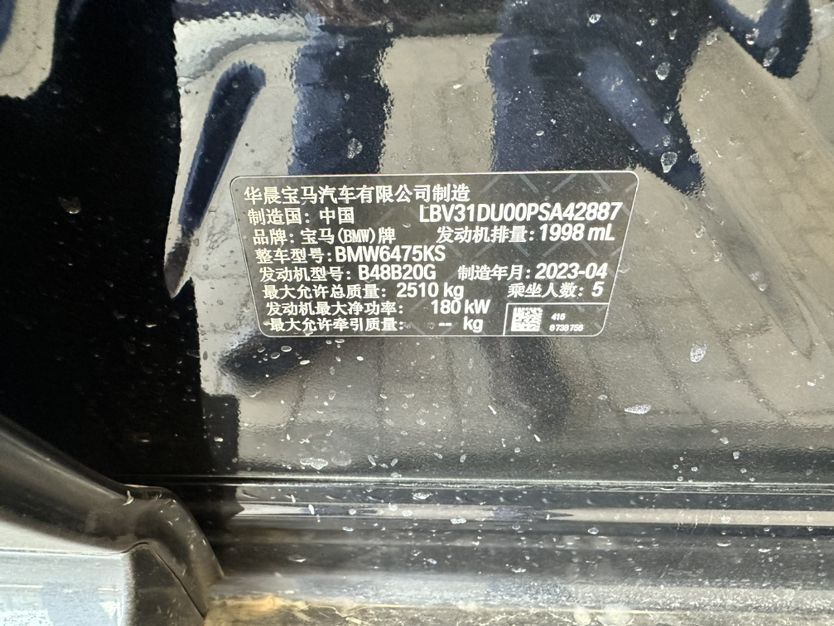 华晨宝马汽车有限公司制造
制造国：中国 LBV31DU00PSA42887
品牌：宝马(BMW)牌 发动机排量：1998 mL
整车型号：BMW6475KS
发动机型号：B48B20G 制造年月：2023-04
最大允许总质量：2510 kg 乘坐人数：5
发动机最大净功率：180 kW
最大允许牵引质量：-- kg
416
8738756